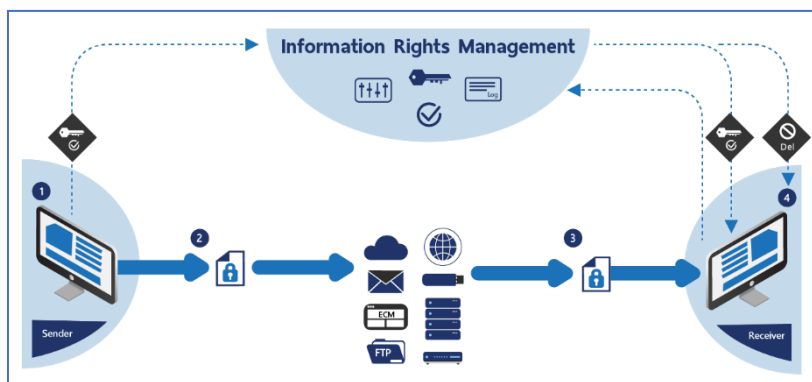 Information Rights Management
Log
Del
1
4
2
3
ECM
FTP
Sender
Receiver